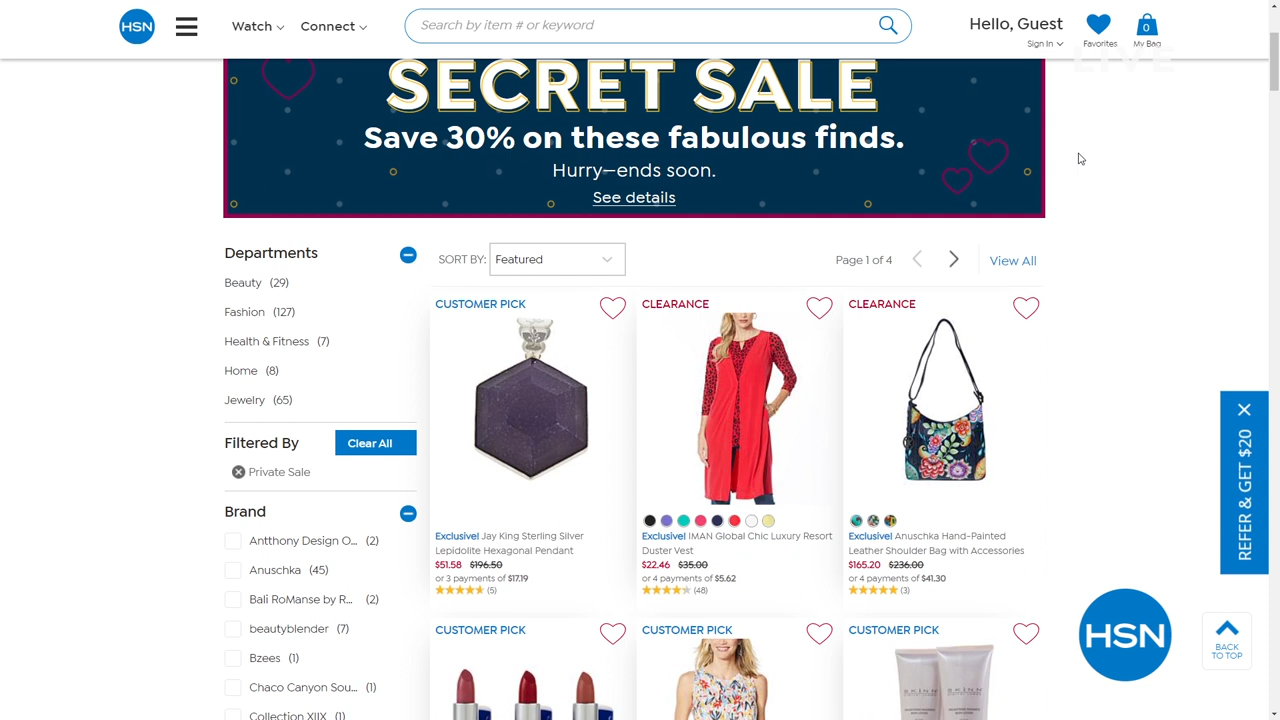 HSN
Watch
Connect
Search by item # or keyword
Hello, Guest
Sign In
Favorites
0
My Bag
LIVE
SECRET SALE
Save 30% on these fabulous finds.
Hurry—ends soon.
See details
Departments
Beauty (29)
Fashion (127)
Health & Fitness (7)
Home (8)
Jewelry (65)
Filtered By
Clear All
Private Sale
Brand
Antthony Design O... (2)
Anuschka (45)
Bali RoManse by R... (2)
beautyblender (7)
Bzees (1)
Chaco Canyon Sou... (1)
Collection XIIX (1)
SORT BY: Featured
Page 1 of 4
View All
CUSTOMER PICK
Exclusive! Jay King Sterling Silver
Lepidolite Hexagonal Pendant
$51.58 $196.50
or 3 payments of $17.19
(5)
CLEARANCE
Exclusive! IMAN Global Chic Luxury Resort
Duster Vest
$22.46 $35.00
or 4 payments of $5.62
(48)
CLEARANCE
Exclusive! Anuschka Hand-Painted
Leather Shoulder Bag with Accessories
$165.20 $236.00
or 4 payments of $41.30
(3)
CUSTOMER PICK
CUSTOMER PICK
CUSTOMER PICK
SKINN
SKINN
REFER & GET $20
HSN
BACK
TO TOP